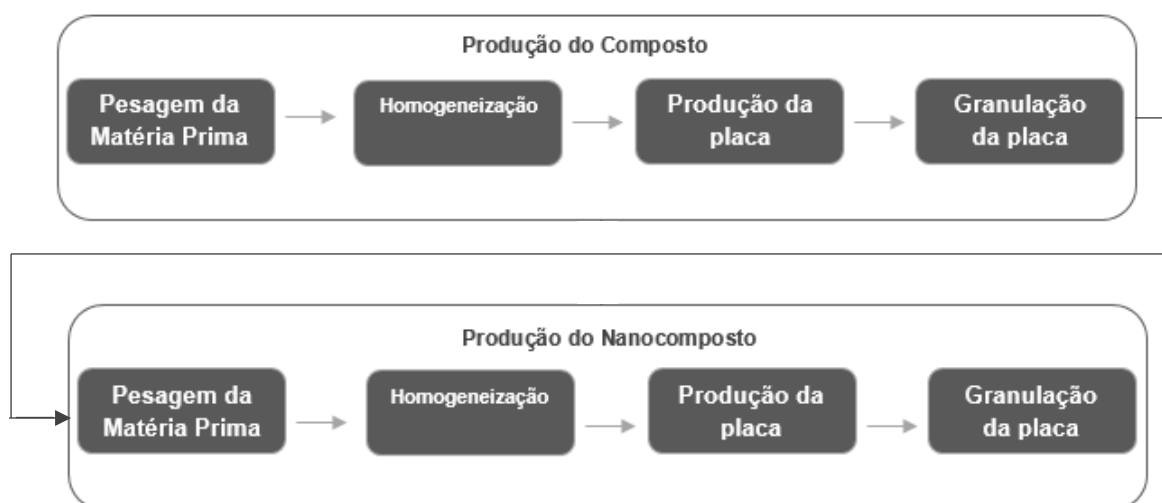 Produção do Composto
Pesagem da
Matéria Prima
Homogeneização
Produção da
placa
Granulação
da placa
Produção do Nanocomposto
Pesagem da
Matéria Prima
Homogeneização
Produção da
placa
Granulação
da placa